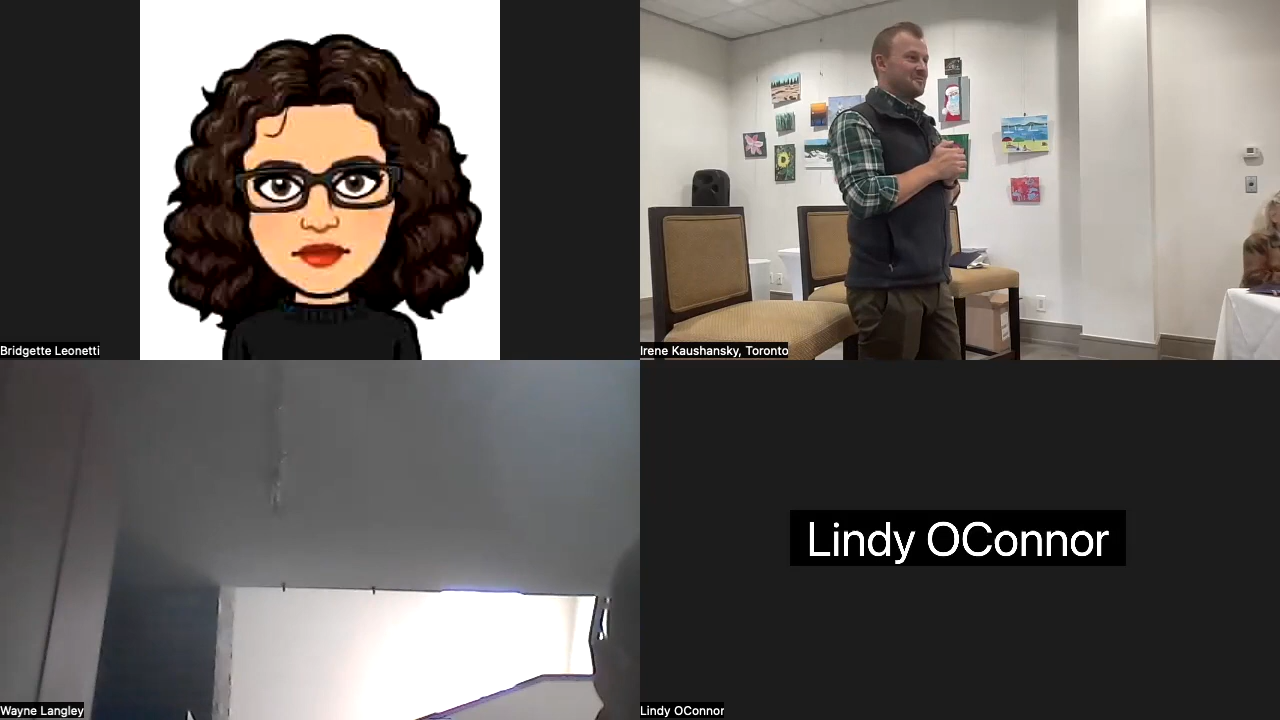 Bridgette Leonetti
Irene Kaushansky, Toronto
Lindy OConnor
Wayne Langley
Lindy OConnor